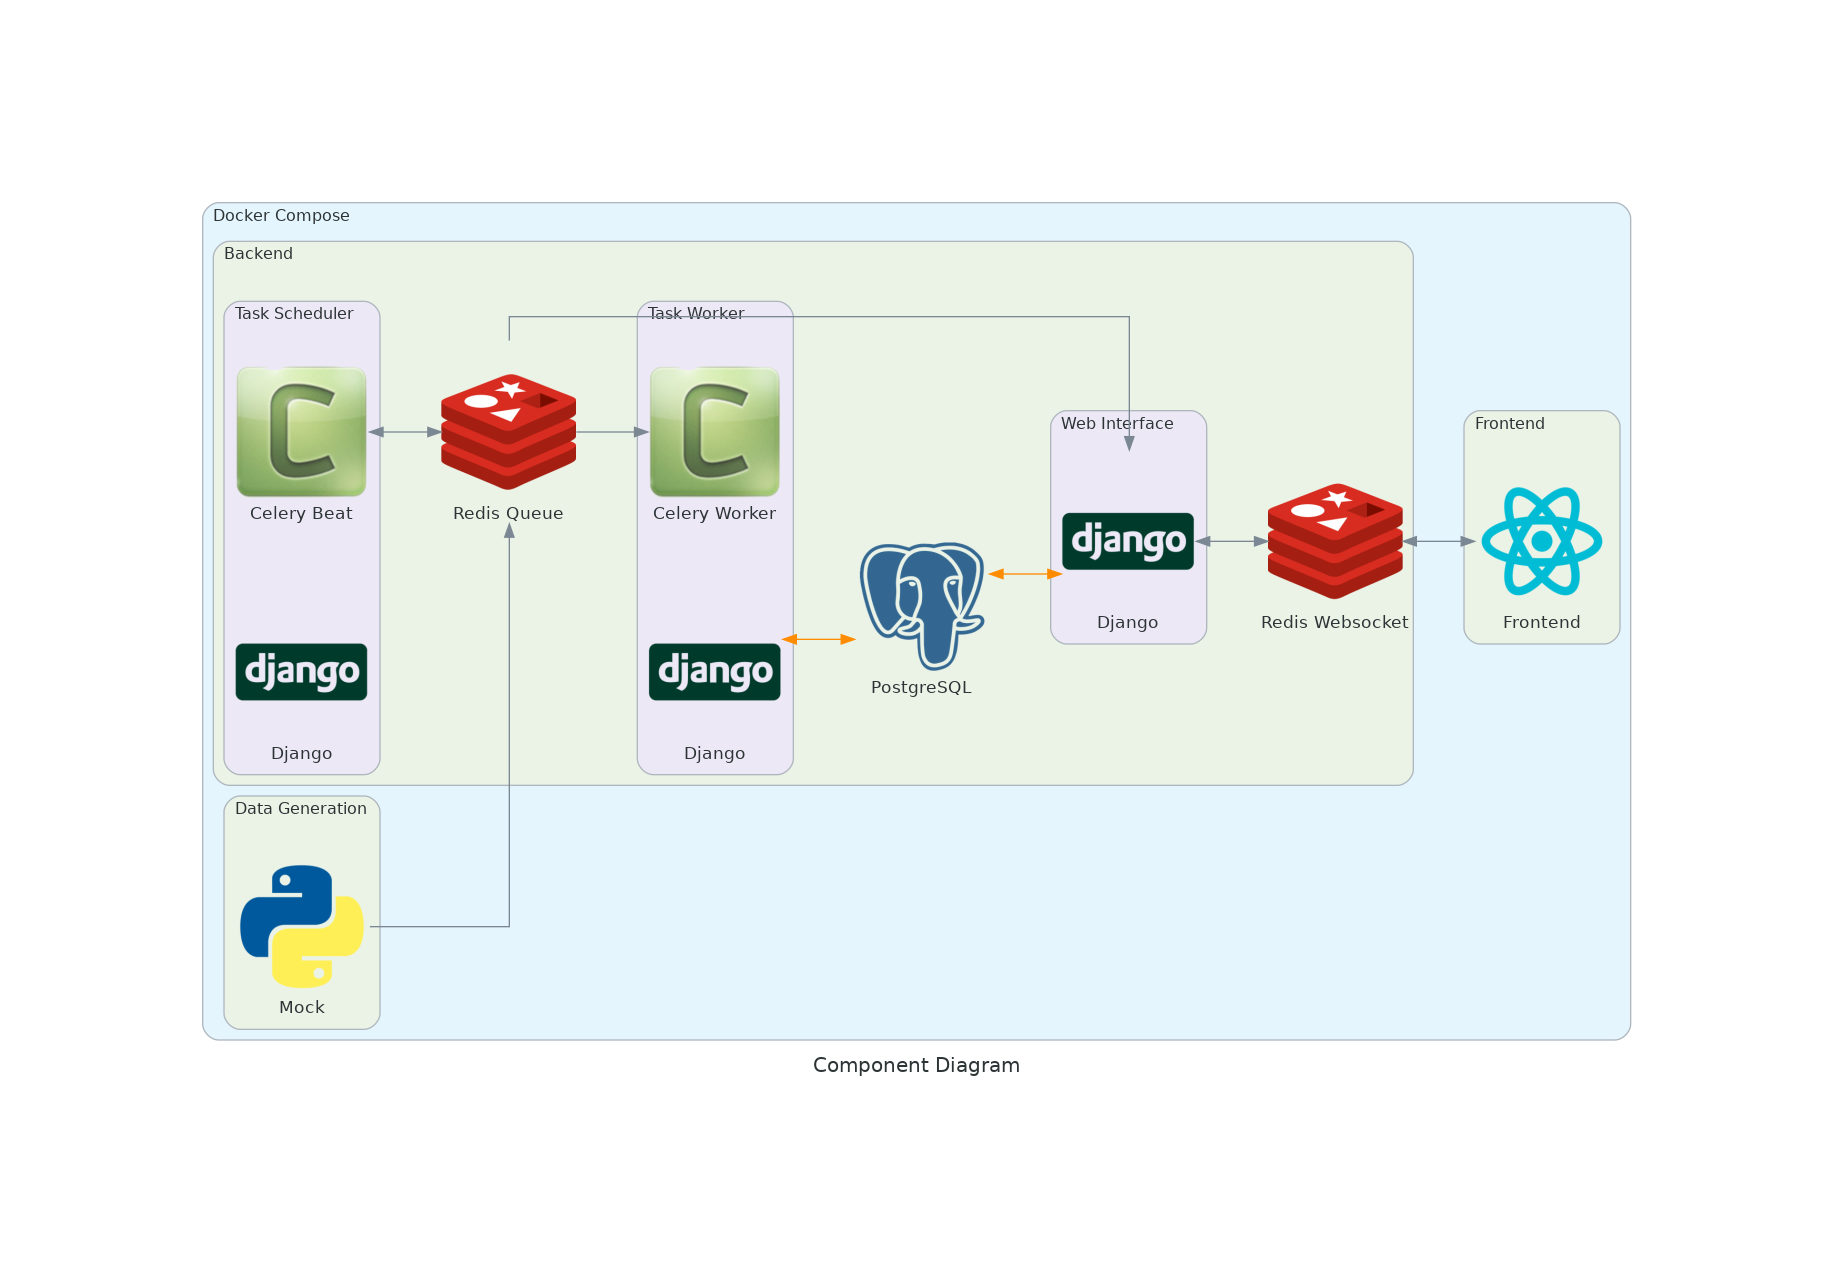 Docker Compose
Backend
Task Scheduler
Task Worker
Celery Beat
Redis Queue
Celery Worker
Web Interface
Frontend
django
Redis Websocket
Django
Frontend
django
django
PostgreSQL
Django
Django
Data Generation
Mock
Component Diagram